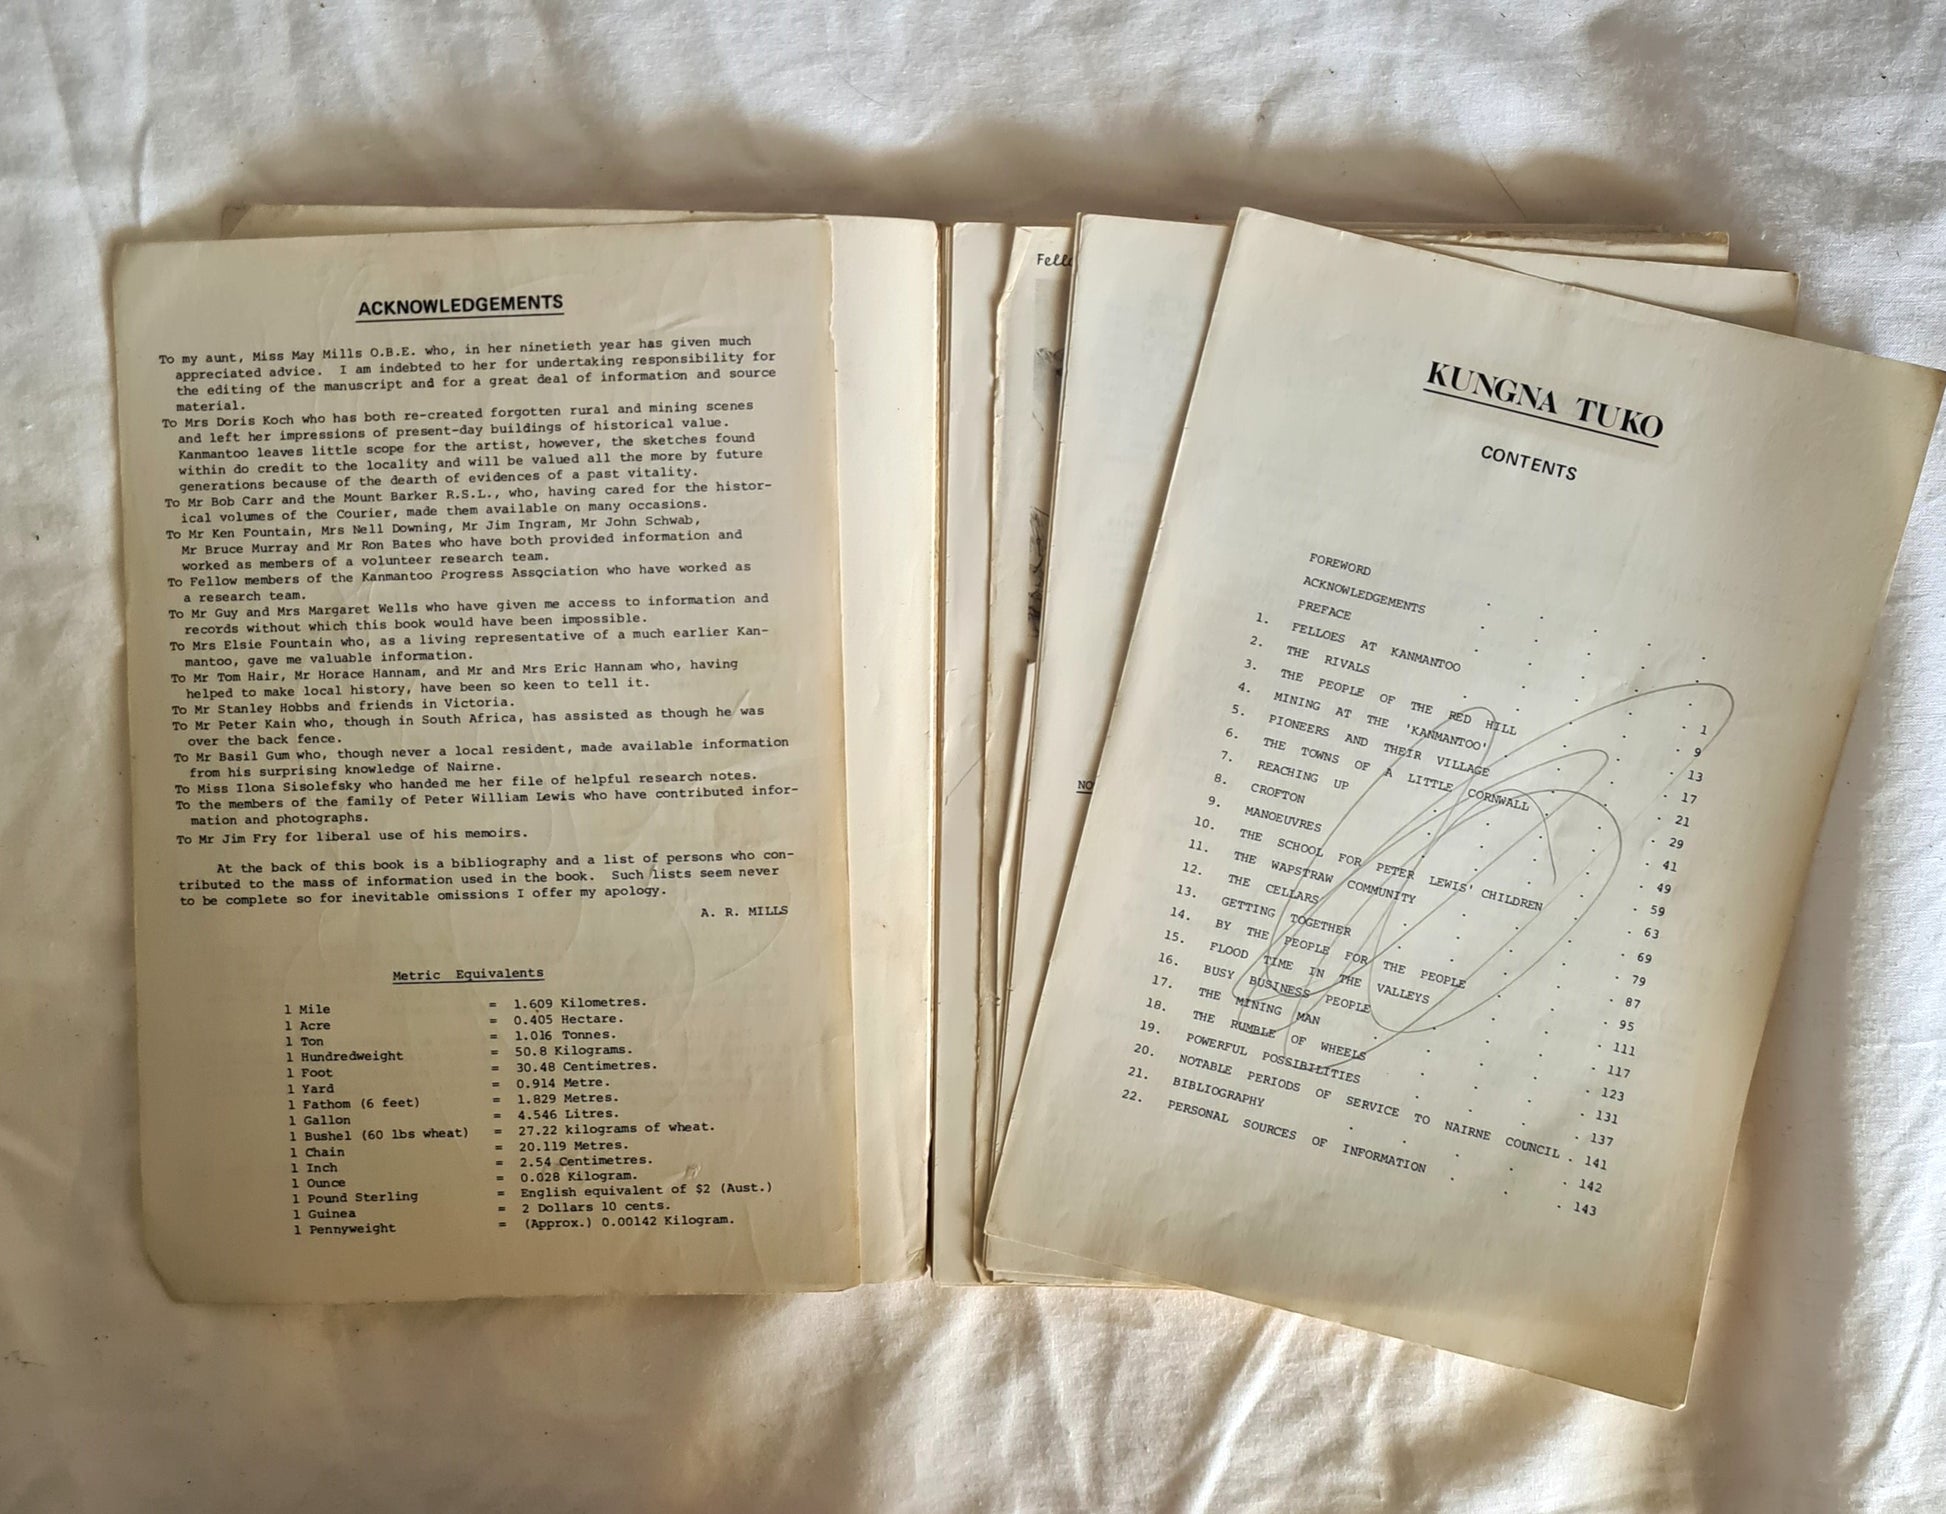 ACKNOWLEDGEMENTS
To my aunt, Miss May Mills O.B.E. who, in her ninetieth year has given much
appreciated advice. I am indebted to her for undertaking responsibility for
the editing of the manuscript and for a great deal of information and source
material.
To Mrs Doris Koch who has both re-created forgotten rural and mining scenes
and left her impressions of present-day buildings of historical value.
Kanmantoo leaves little scope for the artist, however, the sketches found
within do credit to the locality and will be valued all the more by future
generations because of the dearth of evidences of a past vitality.
To Mr Bob Carr and the Mount Barker R.S.L., who, having cared for the histor-
ical volumes of the Courier, made them available on many occasions.
To Mr Ken Fountain, Mrs Nell Downing, Mr Jim Ingram, Mr John Schwab,
Mr Bruce Murray and Mr Ron Bates who have both provided information and
worked as members of a volunteer research team.
To Fellow members of the Kanmantoo Progress Association who have worked as
a research team.
To Mr Guy and Mrs Margaret Wells who have given me access to information and
records without which this book would have been impossible.
To Mrs Elsie Fountain who, as a living representative of a much earlier Kan-
mantoo, gave me valuable information.
To Mr Tom Hair, Mr Horace Hannam, and Mr and Mrs Eric Hannam who, having
helped to make local history, have been so keen to tell it.
To Mr Stanley Hobbs and friends in Victoria.
To Mr Peter Kain who, though in South Africa, has assisted as though he was
over the back fence.
To Mr Basil Gum who, though never a local resident, made available information
from his surprising knowledge of Nairne.
To Miss Ilona Sisolefsky who handed me her file of helpful research notes.
To the members of the family of Peter William Lewis who have contributed infor-
mation and photographs.
To Mr Jim Fry for liberal use of his memoirs.
At the back of this book is a bibliography and a list of persons who con-
tributed to the mass of information used in the book. Such lists seem never
to be complete so for inevitable omissions I offer my apology.
A. R. MILLS
Metric Equivalents
1 Mile = 1.609 Kilometres.
1 Acre = 0.405 Hectare.
1 Ton = 1.016 Tonnes.
1 Hundredweight = 50.8 Kilograms.
1 Foot = 30.48 Centimetres.
1 Yard = 0.914 Metre.
1 Fathom (6 feet) = 1.829 Metres.
1 Gallon = 4.546 Litres.
1 Bushel (60 lbs wheat) = 27.22 kilograms of wheat.
1 Chain = 20.119 Metres.
1 Inch = 2.54 Centimetres.
1 Ounce = 0.028 Kilogram.
1 Pound Sterling = English equivalent of $2 (Aust.)
1 Guinea = 2 Dollars 10 cents.
1 Pennyweight = (Approx.) 0.00142 Kilogram.
KUNGNA TUKO
CONTENTS
FOREWORD
ACKNOWLEDGEMENTS
PREFACE
1. FELLOES AT KANMANTOO . 1
2. THE RIVALS . 9
3. THE PEOPLE OF THE RED HILL . 13
4. MINING AT THE 'KANMANTOO' . 17
5. PIONEERS AND THEIR VILLAGE . 21
6. THE TOWNS OF A LITTLE CORNWALL . 29
7. REACHING UP . 41
8. CROFTON . 49
9. MANOEUVRES . 59
10. THE SCHOOL FOR PETER LEWIS' CHILDREN . 63
11. THE WAPSTRAW COMMUNITY . 69
12. THE CELLARS . 79
13. GETTING TOGETHER . 87
14. BY THE PEOPLE FOR THE PEOPLE . 95
15. FLOOD TIME IN THE VALLEYS . 111
16. BUSY BUSINESS PEOPLE . 117
17. THE MINING MAN . 123
18. THE RUMBLE OF WHEELS . 131
19. POWERFUL POSSIBILITIES . 137
20. NOTABLE PERIODS OF SERVICE TO NAIRNE COUNCIL . 141
21. BIBLIOGRAPHY . 142
22. PERSONAL SOURCES OF INFORMATION . 143